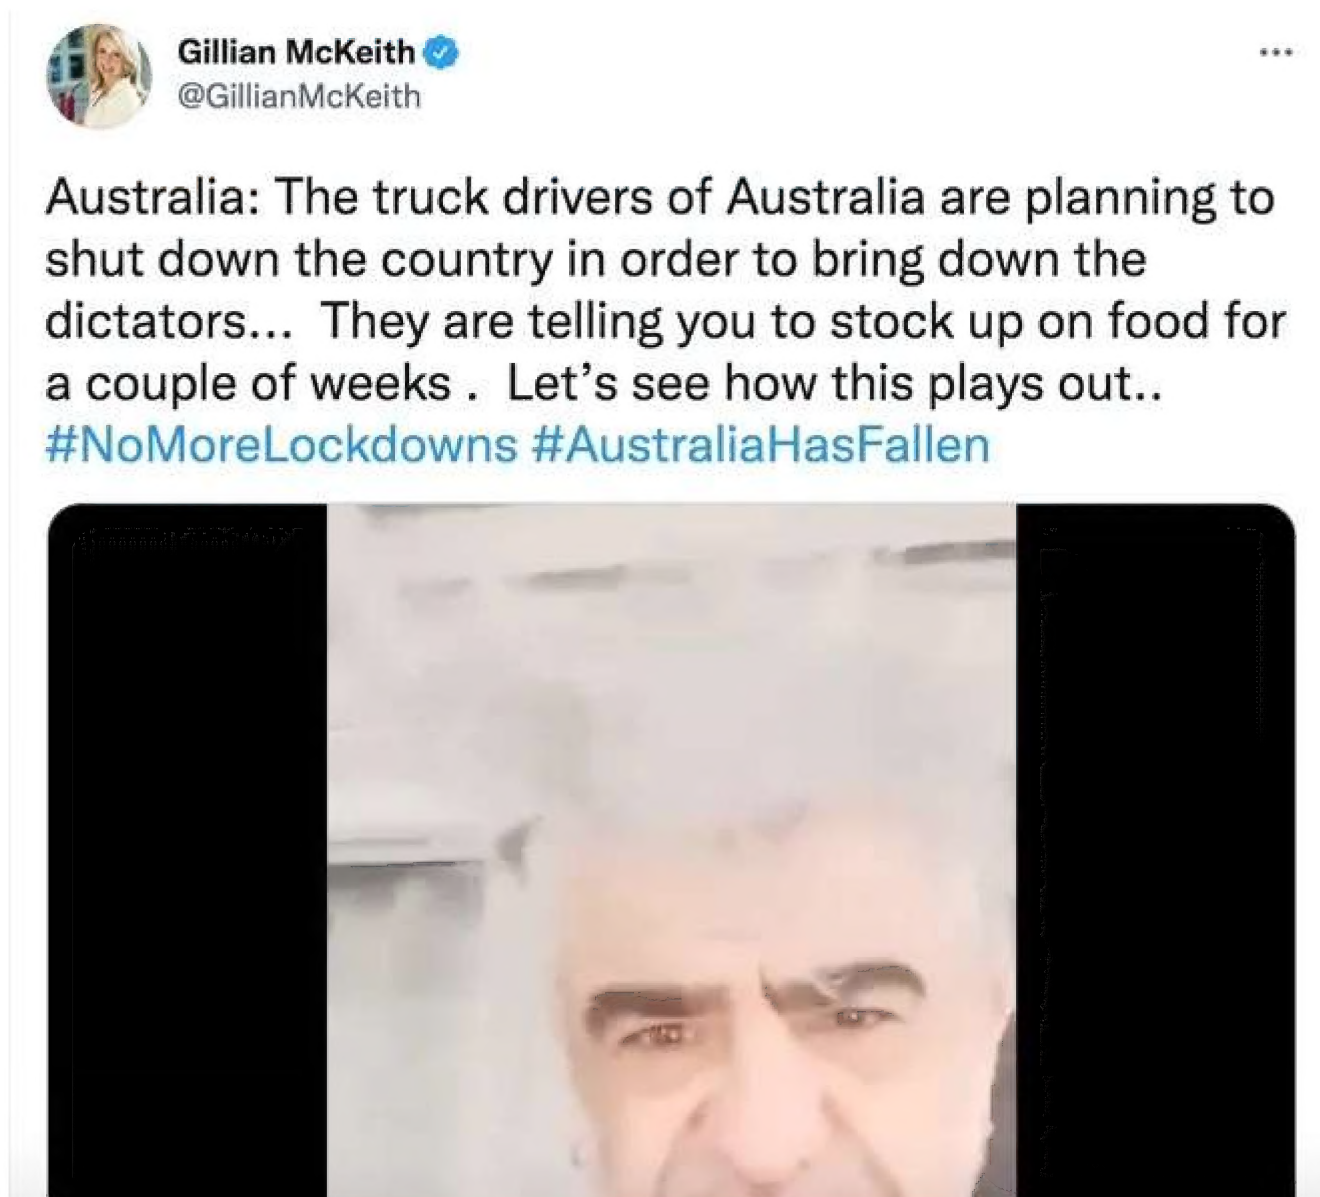 Gillian McKeith
@GillianMcKeith
Australia: The truck drivers of Australia are planning to
shut down the country in order to bring down the
dictators...  They are telling you to stock up on food for
a couple of weeks .  Let’s see how this plays out..
#NoMoreLockdowns #AustraliaHasFallen